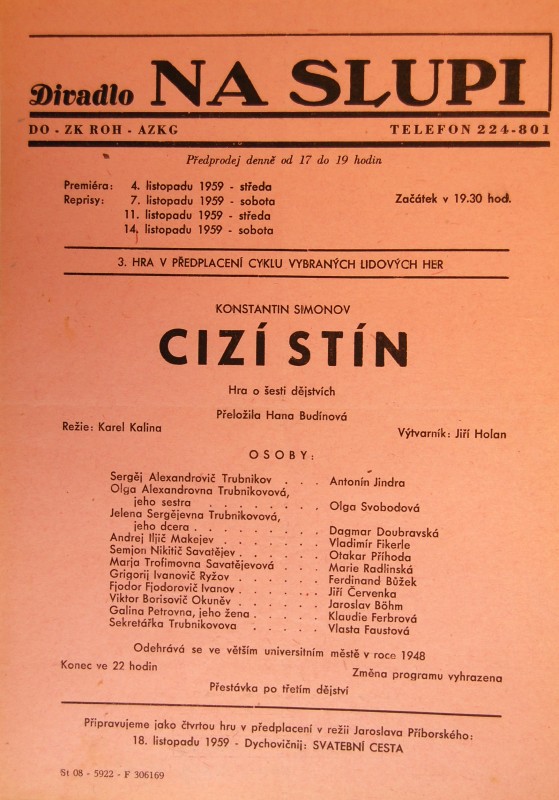 Divadlo NA SLUPI
DO - ZK ROH - AZKG TELEFON 224-801
Předprodej denně od 17 do 19 hodin
Premiéra: 4. listopadu 1959 - středa
Reprisy: 7. listopadu 1959 - sobota Začátek v 19.30 hod.
11. listopadu 1959 - středa
14. listopadu 1959 - sobota
3. HRA V PŘEDPLACENÍ CYKLU VYBRANÝCH LIDOVÝCH HER
KONSTANTIN SIMONOV
CIZÍ STÍN
Hra o šesti dějstvích
Přeložila Hana Budínová
Režie: Karel Kalina Výtvarník: Jiří Holan
OSOBY:
Sergěj Alexandrovič Trubnikov . . . Antonín Jindra
Olga Alexandrovna Trubnikovová,
jeho sestra . . . . . . . . Olga Svobodová
Jelena Sergějevna Trubnikovová,
jeho dcera . . . . . . . . . Dagmar Doubravská
Andrej Iljič Makejev . . . . . . . Vladimír Fikerle
Semjon Nikitič Savatějev . . . . . . Otakar Příhoda
Marja Trofimovna Savatějevová . . . Marie Radlinská
Grigorij Ivanovič Ryžov . . . . . . Ferdinand Bůžek
Fjodor Fjodorovič Ivanov . . . . . . Jiří Červenka
Viktor Borisovič Okuněv . . . . . . Jaroslav Böhm
Galina Petrovna, jeho žena . . . . . Klaudie Ferbrová
Sekretářka Trubnikovova . . . . . Vlasta Faustová
Odehrává se ve větším universitním městě v roce 1948
Konec ve 22 hodin Změna programu vyhrazena
Přestávka po třetím dějství
Připravujeme jako čtvrtou hru v předplacení v režii Jaroslava Příborského:
18. listopadu 1959 - Dychovičnij: SVATEBNÍ CESTA
St 08 - 5922 - F 306169